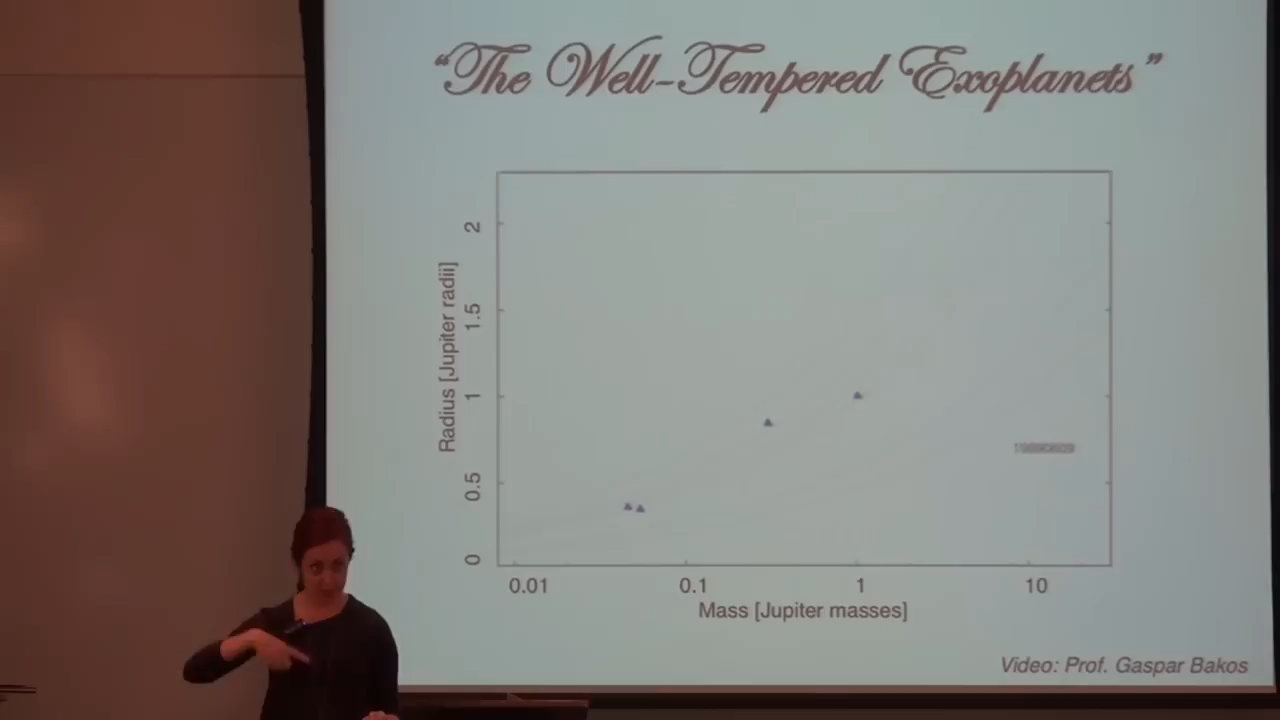 “The Well-Tempered Exoplanets”
2
1.5
1
0.5
0
Radius [Jupiter radii]
0.01 0.1 1 10
Mass [Jupiter masses]
Video: Prof. Gaspar Bakos